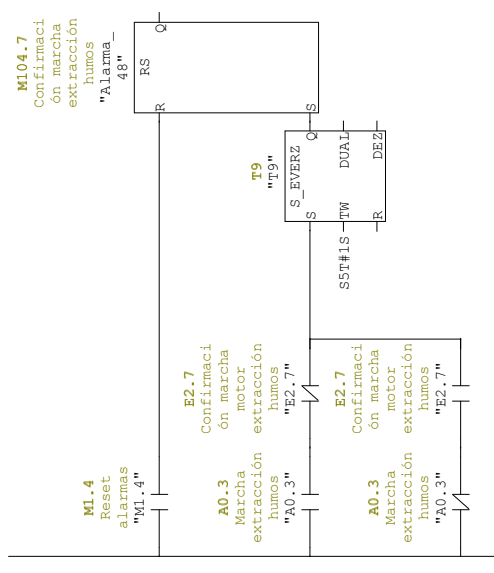 M104.7
Confirmaci
ón marcha
extracción
humos
"Alarma_
48"
RS
M1.4
Reset
alarmas
"M1.4"
R
Q
T9
"T9"
S_EVERZ
A0.3
Marcha
extracción
humos
"A0.3"
E2.7
Confirmaci
ón marcha
motor
extracción
humos
"E2.7"
S
Q
S
S5T#1S
TW
DUAL
R
DEZ
A0.3
Marcha
extracción
humos
"A0.3"
E2.7
Confirmaci
ón marcha
motor
extracción
humos
"E2.7"